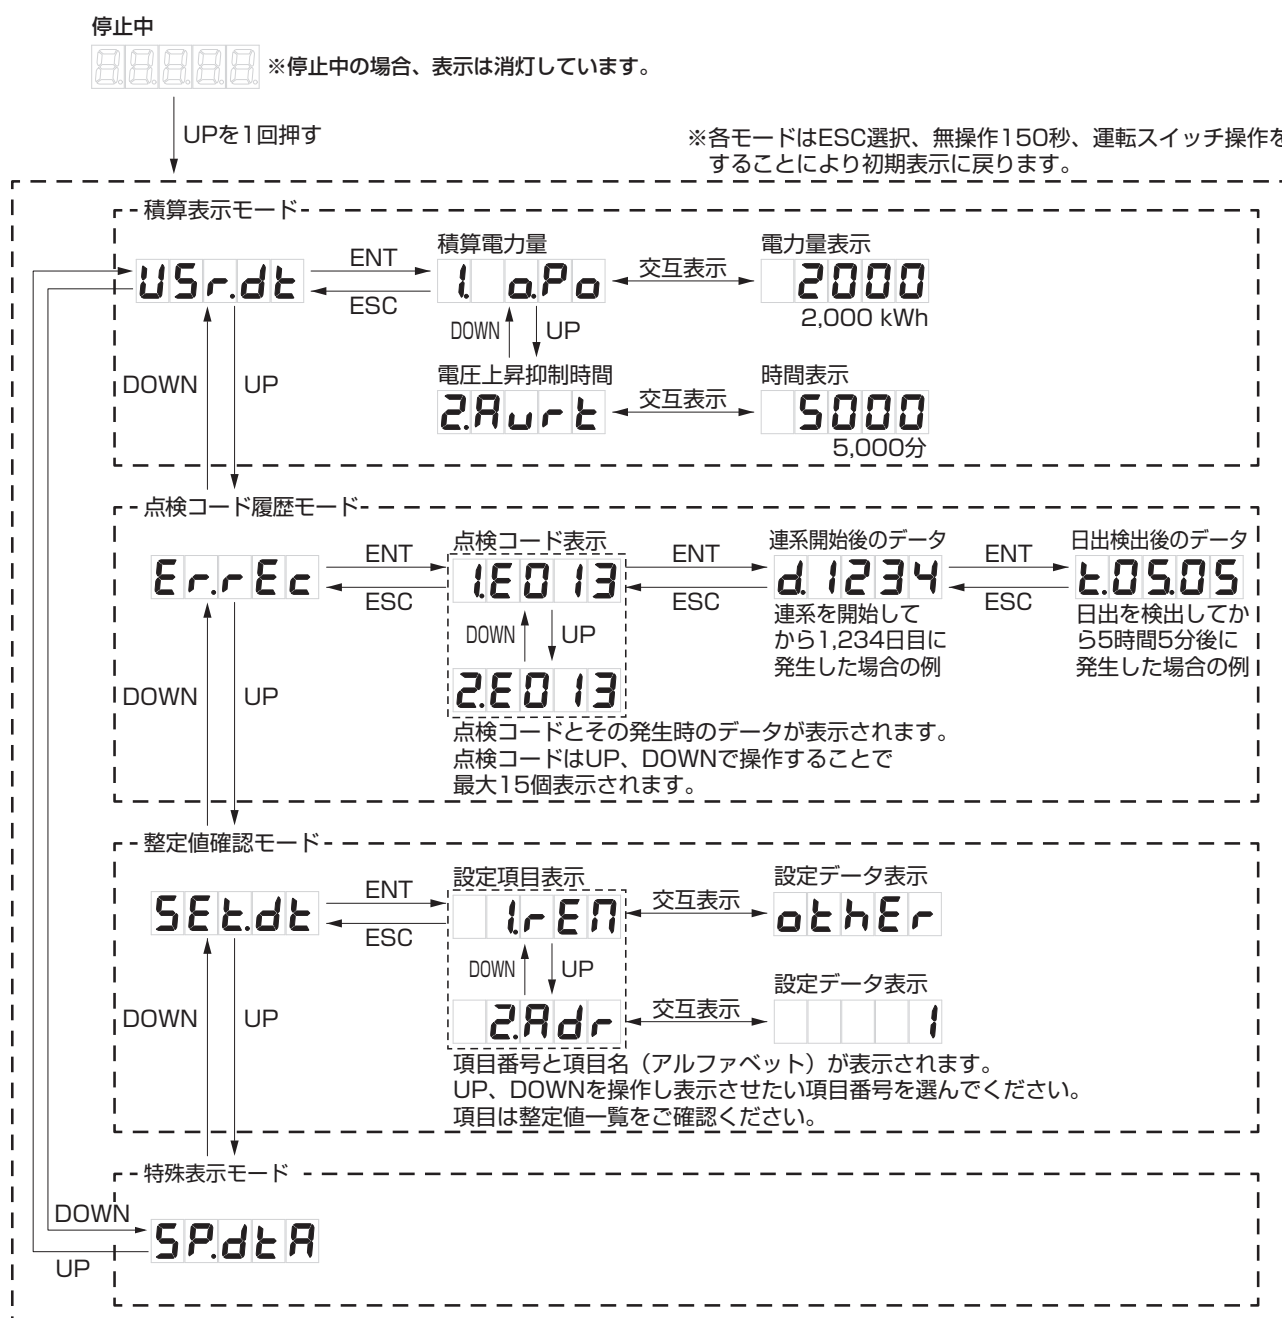 停止中
8.8.8.8.8.
※停止中の場合、表示は消灯しています。
UPを1回押す
※各モードはESC選択、無操作150秒、運転スイッチ操作を
することにより初期表示に戻ります。
積算表示モード
積算電力量
電力量表示
USr.dt
ENT
ESC
1. o.Po
交互表示
2000
2,000 kWh
DOWN
UP
DOWN
UP
電圧上昇抑制時間
時間表示
2.Aurt
交互表示
5000
5,000分
点検コード履歴モード
点検コード表示
連系開始後のデータ
日出検出後のデータ
Er.rEc
ENT
ESC
1.E013
ENT
ESC
d.1234
ENT
ESC
t.05.05
DOWN
UP
2.E013
連系を開始して
から1,234日目に
発生した場合の例
日出を検出してか
ら5時間5分後に
発生した場合の例
DOWN
UP
点検コードとその発生時のデータが表示されます。
点検コードはUP、DOWNで操作することで
最大15個表示されます。
整定値確認モード
設定項目表示
設定データ表示
SEt.dt
ENT
ESC
1.rEM
交互表示
othEr
DOWN
UP
設定データ表示
DOWN
UP
2.Adr
交互表示
1
項目番号と項目名（アルファベット）が表示されます。
UP、DOWNを操作し表示させたい項目番号を選んでください。
項目は整定値一覧をご確認ください。
特殊表示モード
DOWN
UP
SP.dtA